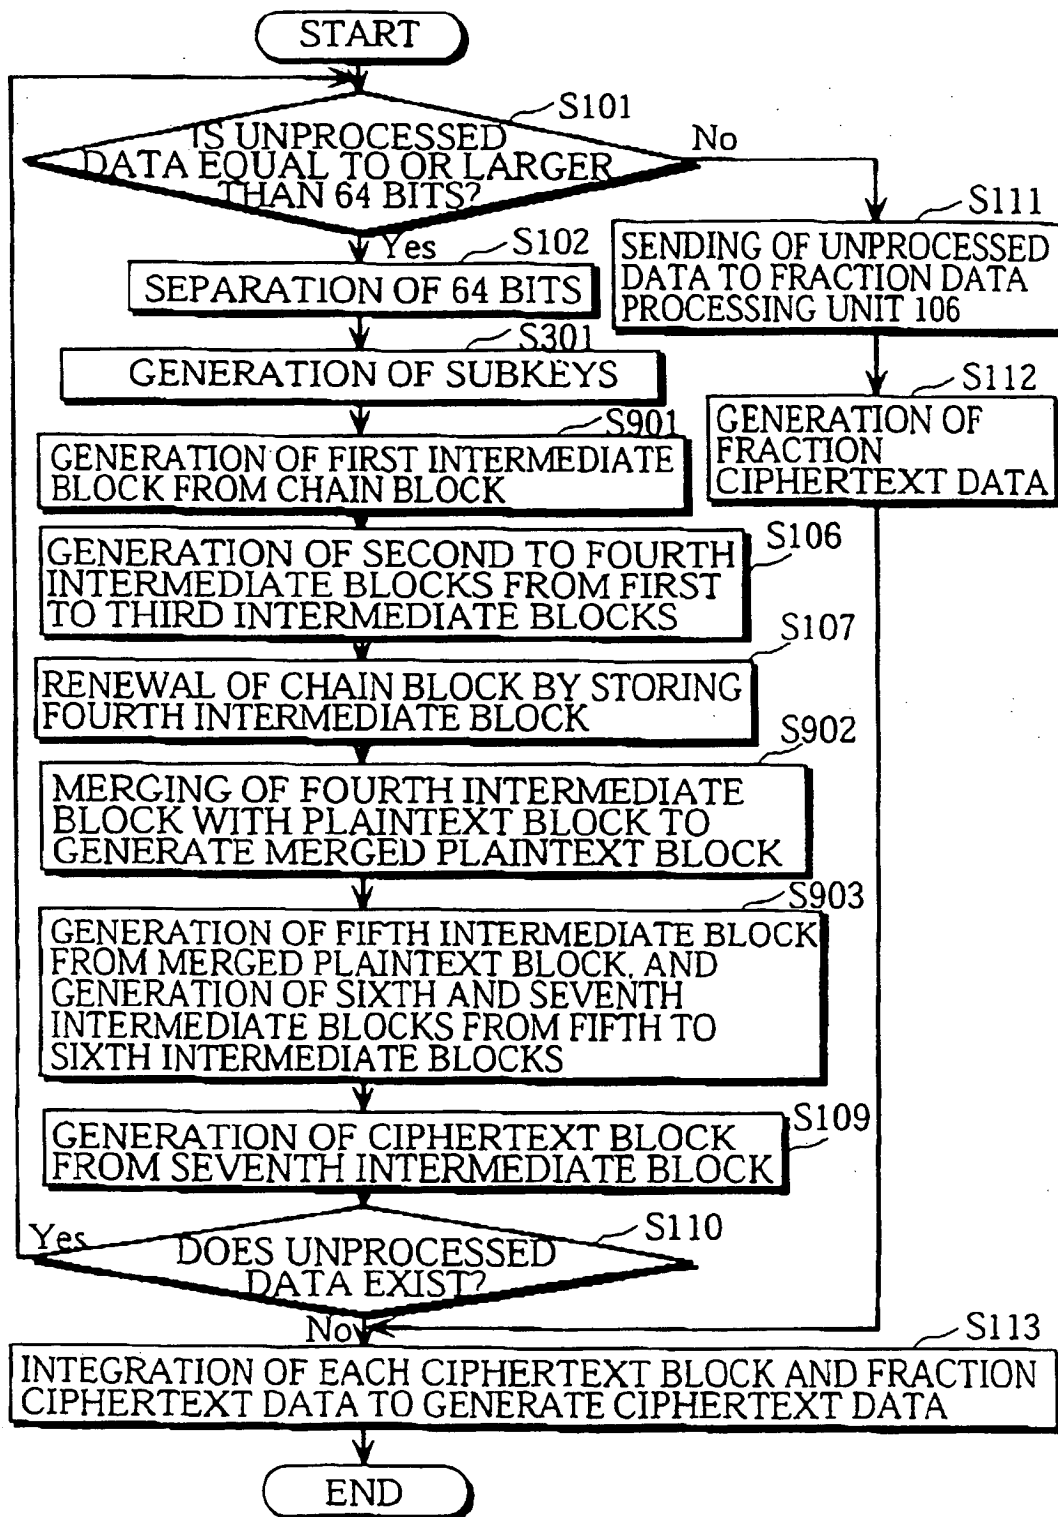 START
S101
IS UNPROCESSED
DATA EQUAL TO OR LARGER
THAN 64 BITS?
No
Yes
S102
SEPARATION OF 64 BITS
S301
GENERATION OF SUBKEYS
S901
GENERATION OF FIRST INTERMEDIATE
BLOCK FROM CHAIN BLOCK
S106
GENERATION OF SECOND TO FOURTH
INTERMEDIATE BLOCKS FROM FIRST
TO THIRD INTERMEDIATE BLOCKS
S107
RENEWAL OF CHAIN BLOCK BY STORING
FOURTH INTERMEDIATE BLOCK
S902
MERGING OF FOURTH INTERMEDIATE
BLOCK WITH PLAINTEXT BLOCK TO
GENERATE MERGED PLAINTEXT BLOCK
S903
GENERATION OF FIFTH INTERMEDIATE BLOCK
FROM MERGED PLAINTEXT BLOCK, AND
GENERATION OF SIXTH AND SEVENTH
INTERMEDIATE BLOCKS FROM FIFTH TO
SIXTH INTERMEDIATE BLOCKS
S109
GENERATION OF CIPHERTEXT BLOCK
FROM SEVENTH INTERMEDIATE BLOCK
S110
Yes
DOES UNPROCESSED
DATA EXIST?
No
S111
SENDING OF UNPROCESSED
DATA TO FRACTION DATA
PROCESSING UNIT 106
S112
GENERATION OF
FRACTION
CIPHERTEXT DATA
S113
INTEGRATION OF EACH CIPHERTEXT BLOCK AND FRACTION
CIPHERTEXT DATA TO GENERATE CIPHERTEXT DATA
END